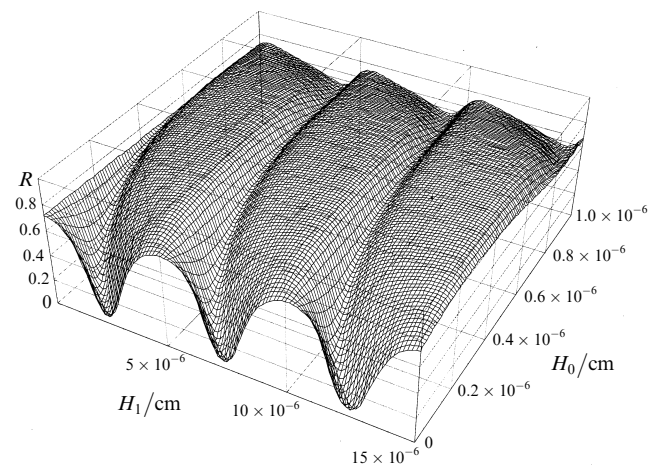 R
0.8
0.6
0.4
0.2
0
5 × 10⁻⁶
10 × 10⁻⁶
15 × 10⁻⁶
H₁/cm
0
0.2 × 10⁻⁶
0.4 × 10⁻⁶
0.6 × 10⁻⁶
0.8 × 10⁻⁶
1.0 × 10⁻⁶
H₀/cm